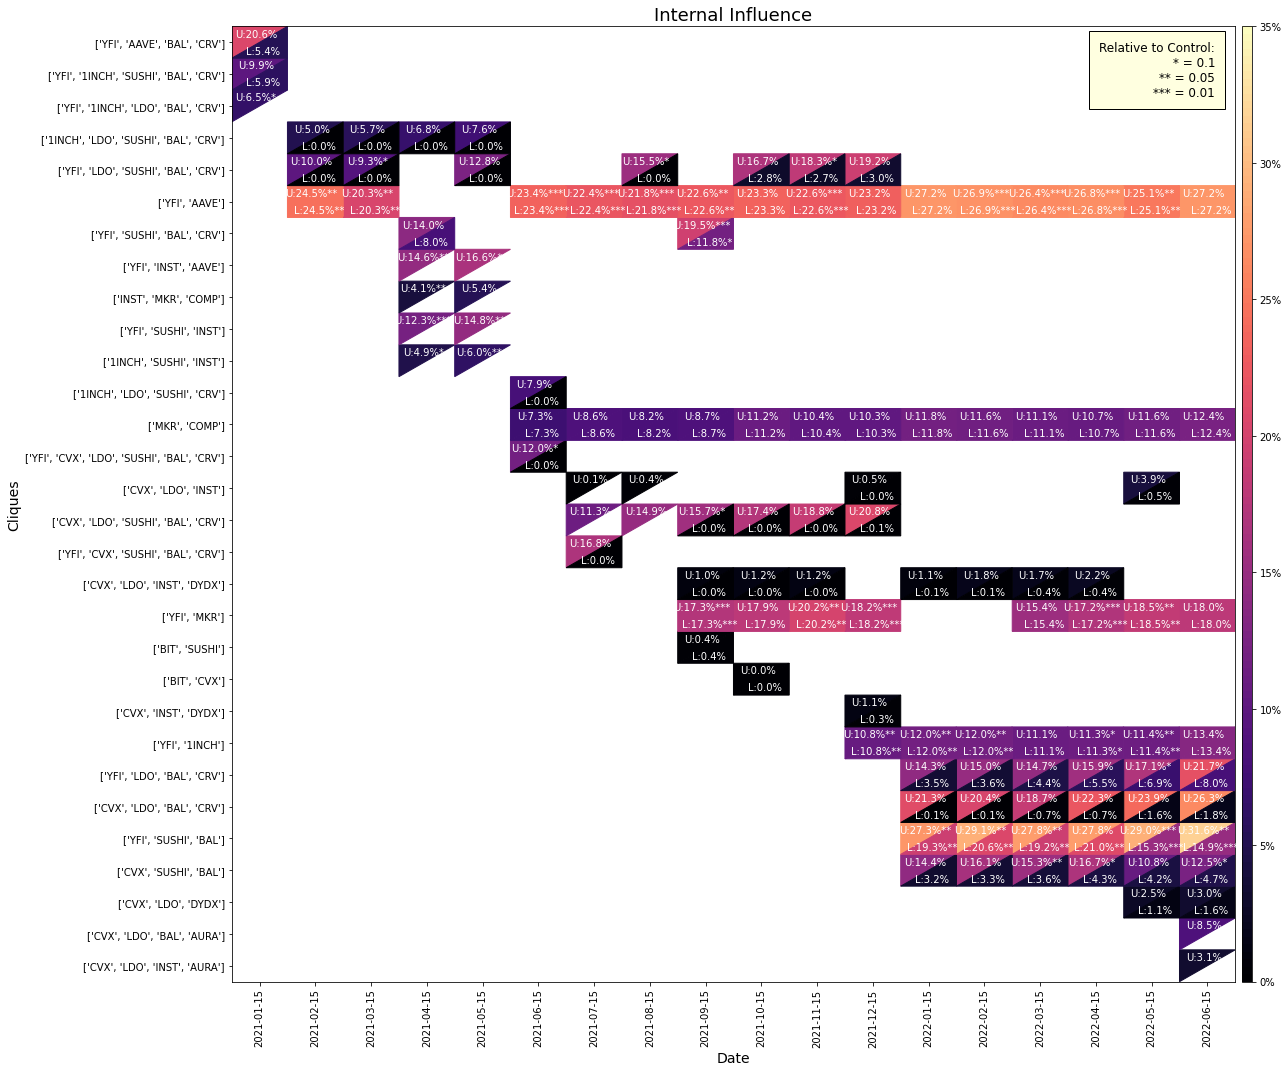 Internal Influence
Relative to Control:
* = 0.1
** = 0.05
*** = 0.01
35%
30%
25%
20%
15%
10%
5%
0%
Cliques
['YFI', 'AAVE', 'BAL', 'CRV']
U:20.6%
L:5.4%
['YFI', '1INCH', 'SUSHI', 'BAL', 'CRV']
U:9.9%
L:5.9%
['YFI', '1INCH', 'LDO', 'BAL', 'CRV']
U:6.5%*
['1INCH', 'LDO', 'SUSHI', 'BAL', 'CRV']
U:5.0% U:5.7% U:6.8% U:7.6%
L:0.0% L:0.0% L:0.0% L:0.0%
['YFI', 'LDO', 'SUSHI', 'BAL', 'CRV']
U:10.0% U:9.3%* U:12.8% U:15.5%* U:16.7% U:18.3%* U:19.2%
L:0.0% L:0.0% L:0.0% L:0.0% L:2.8% L:2.7% L:3.0%
['YFI', 'AAVE']
U:24.5%** U:20.3%** U:23.4%*** U:22.4%*** U:21.8%*** U:22.6%** U:23.3% U:22.6%*** U:23.2% U:27.2% U:26.9%*** U:26.4%*** U:26.8%*** U:25.1%** U:27.2%
L:24.5%** L:20.3%** L:23.4%*** L:22.4%*** L:21.8%*** L:22.6%** L:23.3% L:22.6%*** L:23.2% L:27.2% L:26.9%*** L:26.4%*** L:26.8%*** L:25.1%** L:27.2%
['YFI', 'SUSHI', 'BAL', 'CRV']
U:14.0% U:19.5%***
L:8.0% L:11.8%*
['YFI', 'INST', 'AAVE']
U:14.6%** U:16.6%*
['INST', 'MKR', 'COMP']
U:4.1%** U:5.4%
['YFI', 'SUSHI', 'INST']
U:12.3%** U:14.8%**
['1INCH', 'SUSHI', 'INST']
U:4.9%* U:6.0%**
['1INCH', 'LDO', 'SUSHI', 'CRV']
U:7.9%
L:0.0%
['MKR', 'COMP']
U:7.3% U:8.6% U:8.2% U:8.7% U:11.2% U:10.4% U:10.3% U:11.8% U:11.6% U:11.1% U:10.7% U:11.6% U:12.4%
L:7.3% L:8.6% L:8.2% L:8.7% L:11.2% L:10.4% L:10.3% L:11.8% L:11.6% L:11.1% L:10.7% L:11.6% L:12.4%
['YFI', 'CVX', 'LDO', 'SUSHI', 'BAL', 'CRV']
U:12.0%*
L:0.0%
['CVX', 'LDO', 'INST']
U:0.1% U:0.4% U:0.5% U:3.9%
L:0.0% L:0.5%
['CVX', 'LDO', 'SUSHI', 'BAL', 'CRV']
U:11.3% U:14.9% U:15.7%* U:17.4% U:18.8% U:20.8%
L:0.0% L:0.0% L:0.0% L:0.1%
['YFI', 'CVX', 'SUSHI', 'BAL', 'CRV']
U:16.8%
L:0.0%
['CVX', 'LDO', 'INST', 'DYDX']
U:1.0% U:1.2% U:1.2% U:1.1% U:1.8% U:1.7% U:2.2%
L:0.0% L:0.0% L:0.0% L:0.1% L:0.1% L:0.4% L:0.4%
['YFI', 'MKR']
U:17.3%*** U:17.9% U:20.2%** U:18.2%*** U:15.4% U:17.2%*** U:18.5%** U:18.0%
L:17.3%*** L:17.9% L:20.2%** L:18.2%*** L:15.4% L:17.2%*** L:18.5%** L:18.0%
['BIT', 'SUSHI']
U:0.4%
L:0.4%
['BIT', 'CVX']
U:0.0%
L:0.0%
['CVX', 'INST', 'DYDX']
U:1.1%
L:0.3%
['YFI', '1INCH']
U:10.8%** U:12.0%** U:12.0%** U:11.1% U:11.3%* U:11.4%** U:13.4%
L:10.8%** L:12.0%** L:12.0%** L:11.1% L:11.3%* L:11.4%** L:13.4%
['YFI', 'LDO', 'BAL', 'CRV']
U:14.3% U:15.0% U:14.7% U:15.9% U:17.1%* U:21.7%
L:3.5% L:3.6% L:4.4% L:5.5% L:6.9% L:8.0%
['CVX', 'LDO', 'BAL', 'CRV']
U:21.3% U:20.4% U:18.7% U:22.3% U:23.9% U:26.3%
L:0.1% L:0.1% L:0.7% L:0.7% L:1.6% L:1.8%
['YFI', 'SUSHI', 'BAL']
U:27.3%** U:29.1%** U:27.8%** U:27.8% U:29.0%*** U:31.6%**
L:19.3%** L:20.6%** L:19.2%** L:21.0%** L:15.3%*** L:14.9%***
['CVX', 'SUSHI', 'BAL']
U:14.4% U:16.1% U:15.3%** U:16.7%* U:10.8% U:12.5%*
L:3.2% L:3.3% L:3.6% L:4.3% L:4.2% L:4.7%
['CVX', 'LDO', 'DYDX']
U:2.5% U:3.0%
L:1.1% L:1.6%
['CVX', 'LDO', 'BAL', 'AURA']
U:8.5%
['CVX', 'LDO', 'INST', 'AURA']
U:3.1%
2021-01-15
2021-02-15
2021-03-15
2021-04-15
2021-05-15
2021-06-15
2021-07-15
2021-08-15
2021-09-15
2021-10-15
2021-11-15
2021-12-15
2022-01-15
2022-02-15
2022-03-15
2022-04-15
2022-05-15
2022-06-15
Date